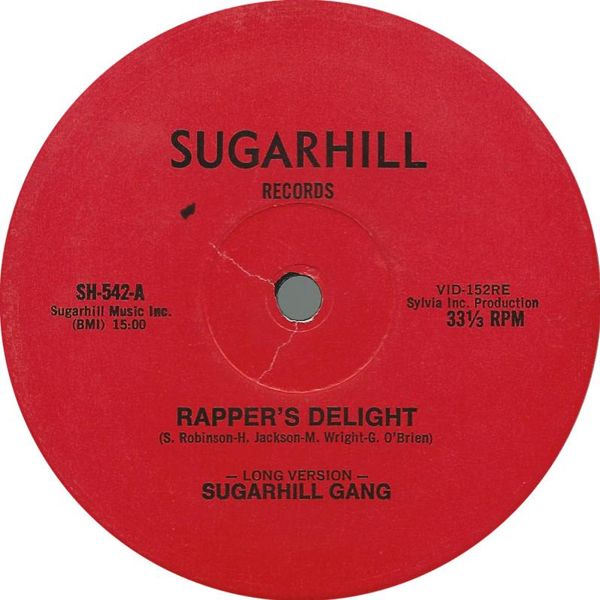 SUGARHILL
RECORDS
SH-542-A
Sugarhill Music Inc.
(BMI) 15:00
VID-152RE
Sylvia Inc. Production
33⅓ RPM
RAPPER'S DELIGHT
(S. Robinson-H. Jackson-M. Wright-G. O'Brien)
— LONG VERSION —
SUGARHILL GANG